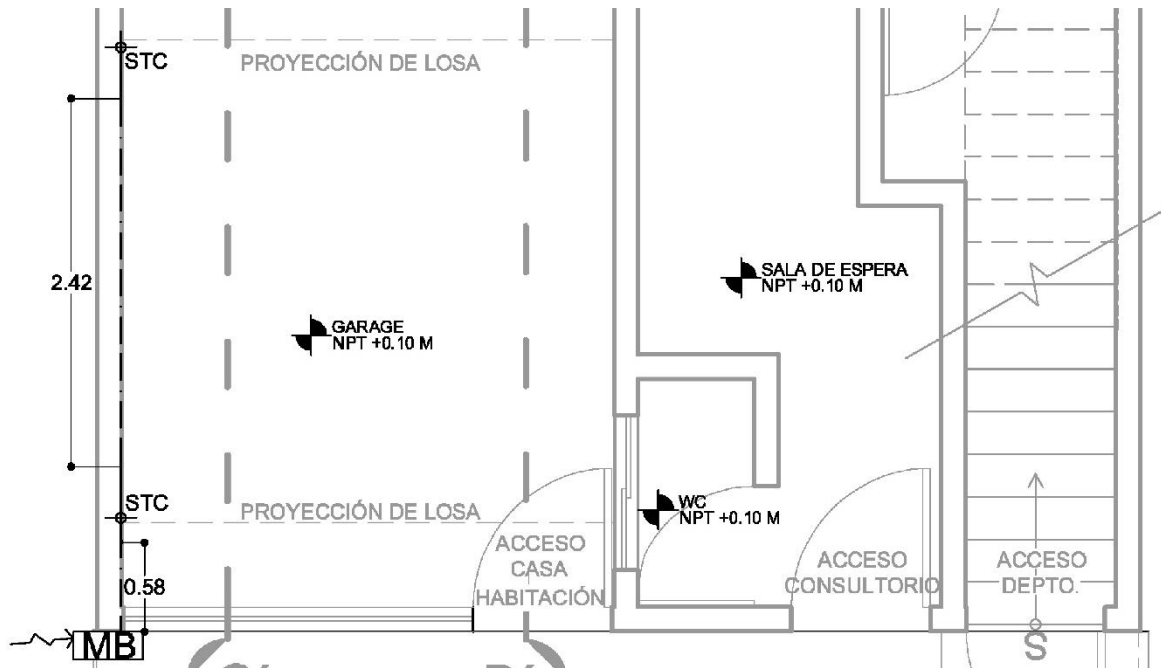 STC
PROYECCIÓN DE LOSA
2.42
SALA DE ESPERA
NPT +0.10 M
GARAGE
NPT +0.10 M
STC
PROYECCIÓN DE LOSA
WC
NPT +0.10 M
ACCESO
CASA
HABITACIÓN
ACCESO
CONSULTORIO
ACCESO
DEPTO.
0.58
MB
S